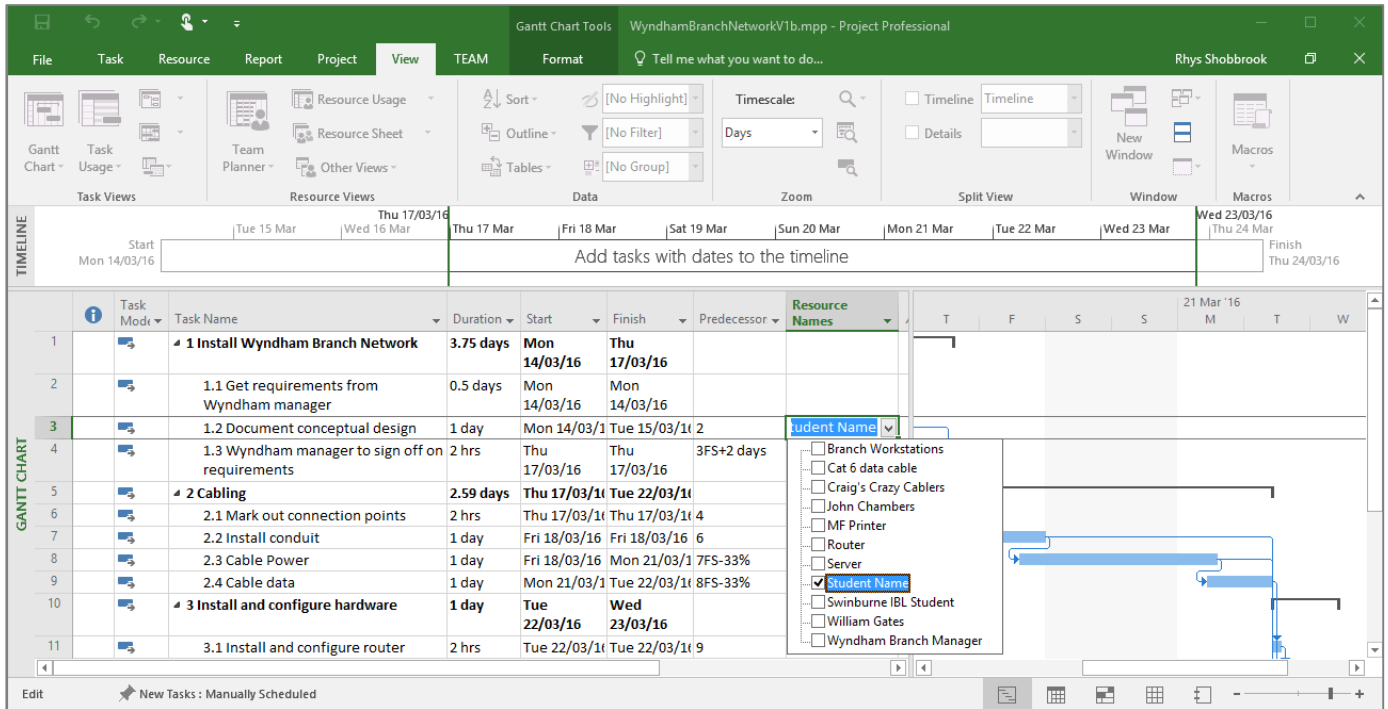 Gantt Chart Tools WyndhamBranchNetworkV1b.mpp - Project Professional
File Task Resource Report Project View TEAM Format Tell me what you want to do... Rhys Shobbrook
Resource Usage Sort [No Highlight] Timescale: Timeline Timeline
Resource Sheet Outline [No Filter] Days Details
Gantt Chart Task Usage Team Planner Other Views Tables [No Group] New Window Macros
Task Views Resource Views Data Zoom Split View Window Macros
TIMELINE
Thu 17/03/16 Wed 23/03/16
Tue 15 Mar Wed 16 Mar Thu 17 Mar Fri 18 Mar Sat 19 Mar Sun 20 Mar Mon 21 Mar Tue 22 Mar Wed 23 Mar Thu 24 Mar
Start Finish
Mon 14/03/16 Add tasks with dates to the timeline Thu 24/03/16
GANTT CHART
21 Mar '16
Task Mode Task Name Duration Start Finish Predecessor Resource Names T F S S M T W
1 1 Install Wyndham Branch Network 3.75 days Mon 14/03/16 Thu 17/03/16
2 1.1 Get requirements from Wyndham manager 0.5 days Mon 14/03/16 Mon 14/03/16
3 1.2 Document conceptual design 1 day Mon 14/03/1 Tue 15/03/16 2 tudent Name
4 1.3 Wyndham manager to sign off on requirements 2 hrs Thu 17/03/16 Thu 17/03/16 3FS+2 days
5 2 Cabling 2.59 days Thu 17/03/16 Tue 22/03/16
6 2.1 Mark out connection points 2 hrs Thu 17/03/16 Thu 17/03/16 4
7 2.2 Install conduit 1 day Fri 18/03/16 Fri 18/03/16 6
8 2.3 Cable Power 1 day Fri 18/03/16 Mon 21/03/1 7FS-33%
9 2.4 Cable data 1 day Mon 21/03/1 Tue 22/03/16 8FS-33%
10 3 Install and configure hardware 1 day Tue 22/03/16 Wed 23/03/16
11 3.1 Install and configure router 2 hrs Tue 22/03/16 Tue 22/03/16 9
Branch Workstations
Cat 6 data cable
Craig's Crazy Cablers
John Chambers
MF Printer
Router
Server
Student Name
Swinburne IBL Student
William Gates
Wyndham Branch Manager
Edit New Tasks : Manually Scheduled